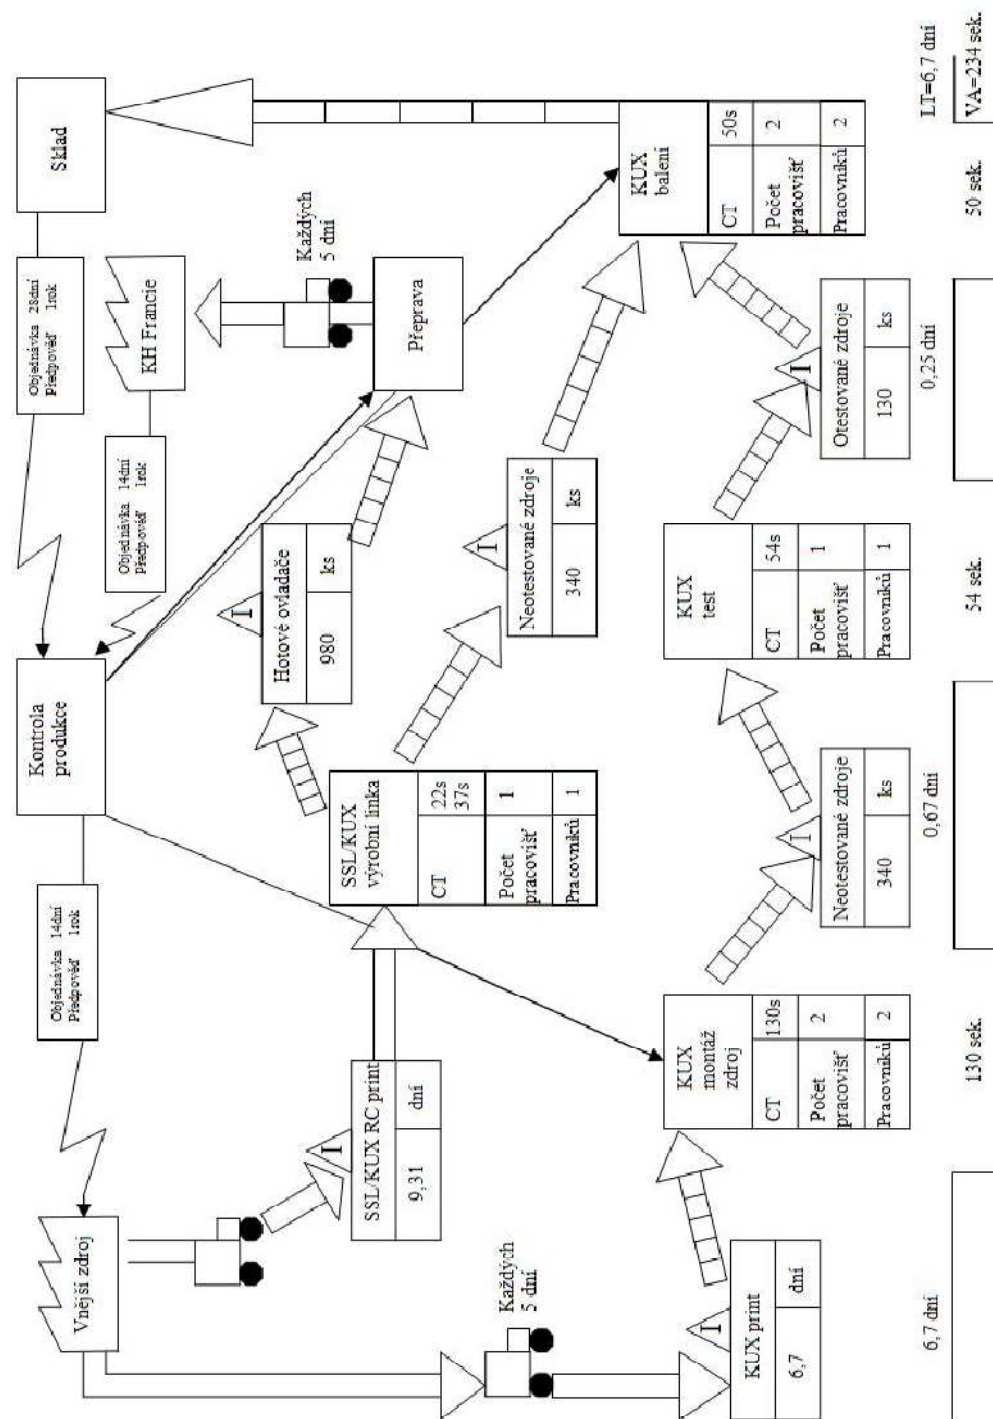 Vnější zdroj
Objednávka 14dní
Předpověď 1rok
Kontrola
produkce
Objednávka 28dní
Předpověď 1rok
Sklad
Objednávka 14dní
Předpověď 1rok
KH Francie
Každých
5 dní
Přeprava
I
Hotové ovladače
980 ks
I
SSL/KUX RC print
9,31 dní
SSL/KUX
výrobní linka
CT 22s
37s
Počet
pracovišť 1
Pracovníků 1
I
Neotestované zdroje
340 ks
Každých
5 dní
I
KUX print
6,7 dní
KUX
montáž
zdroj
CT 130s
Počet
pracovišť 2
Pracovníků 2
I
Neotestované zdroje
340 ks
KUX
test
CT 54s
Počet
pracovišť 1
Pracovníků 1
I
Otestované zdroje
130 ks
KUX
balení
CT 50s
Počet
pracovišť 2
Pracovníků 2
6,7 dní
130 sek.
0,67 dní
54 sek.
0,25 dní
50 sek.
LT=6,7 dní
VA=234 sek.